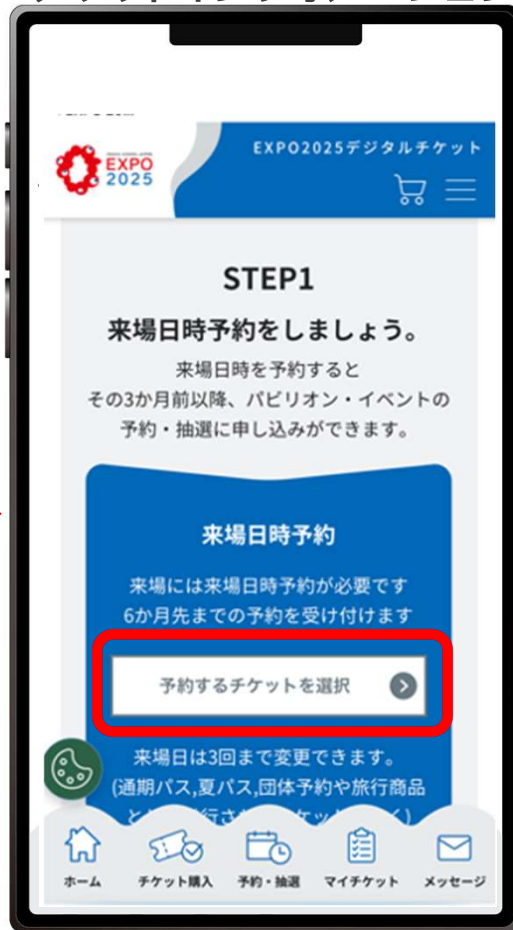 EXPO
2025
EXPO2025デジタルチケット
STEP1
来場日時予約をしましょう。
来場日時を予約すると
その3か月前以降、パビリオン・イベントの
予約・抽選に申し込みができます。
来場日時予約
来場には来場日時予約が必要です
6か月先までの予約を受け付けます
予約するチケットを選択
来場日は3回まで変更できます。
(通期パス,夏パス,団体予約や旅行商品
ホーム
チケット購入
予約・抽選
マイチケット
メッセージ